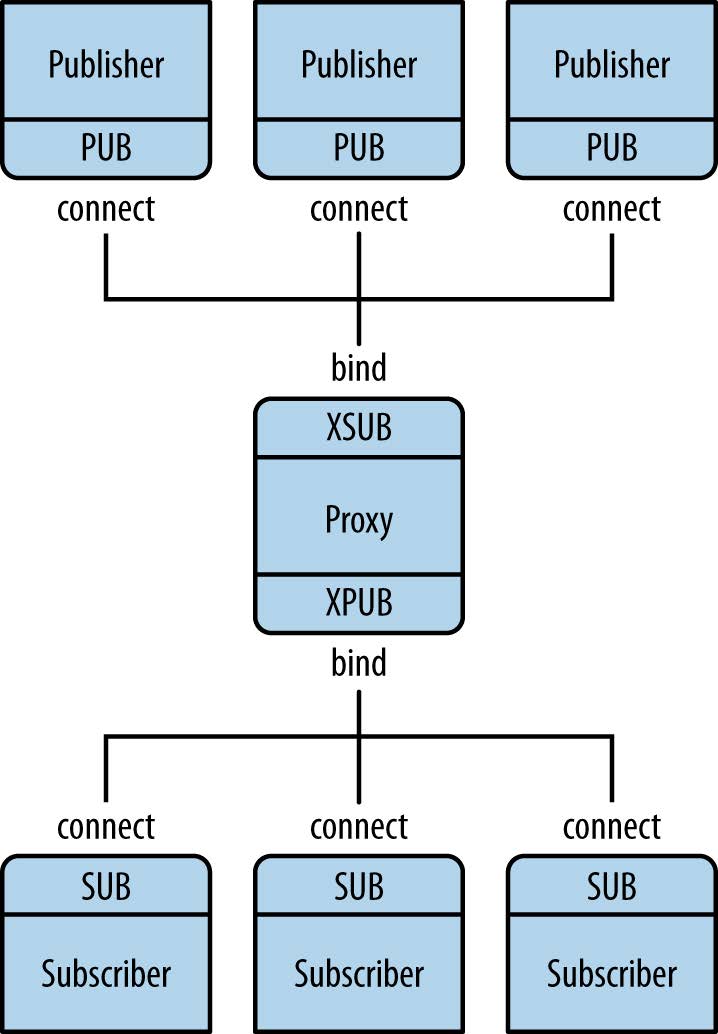 Publisher Publisher Publisher
PUB PUB PUB
connect connect connect
bind
XSUB
Proxy
XPUB
bind
connect connect connect
SUB SUB SUB
Subscriber Subscriber Subscriber